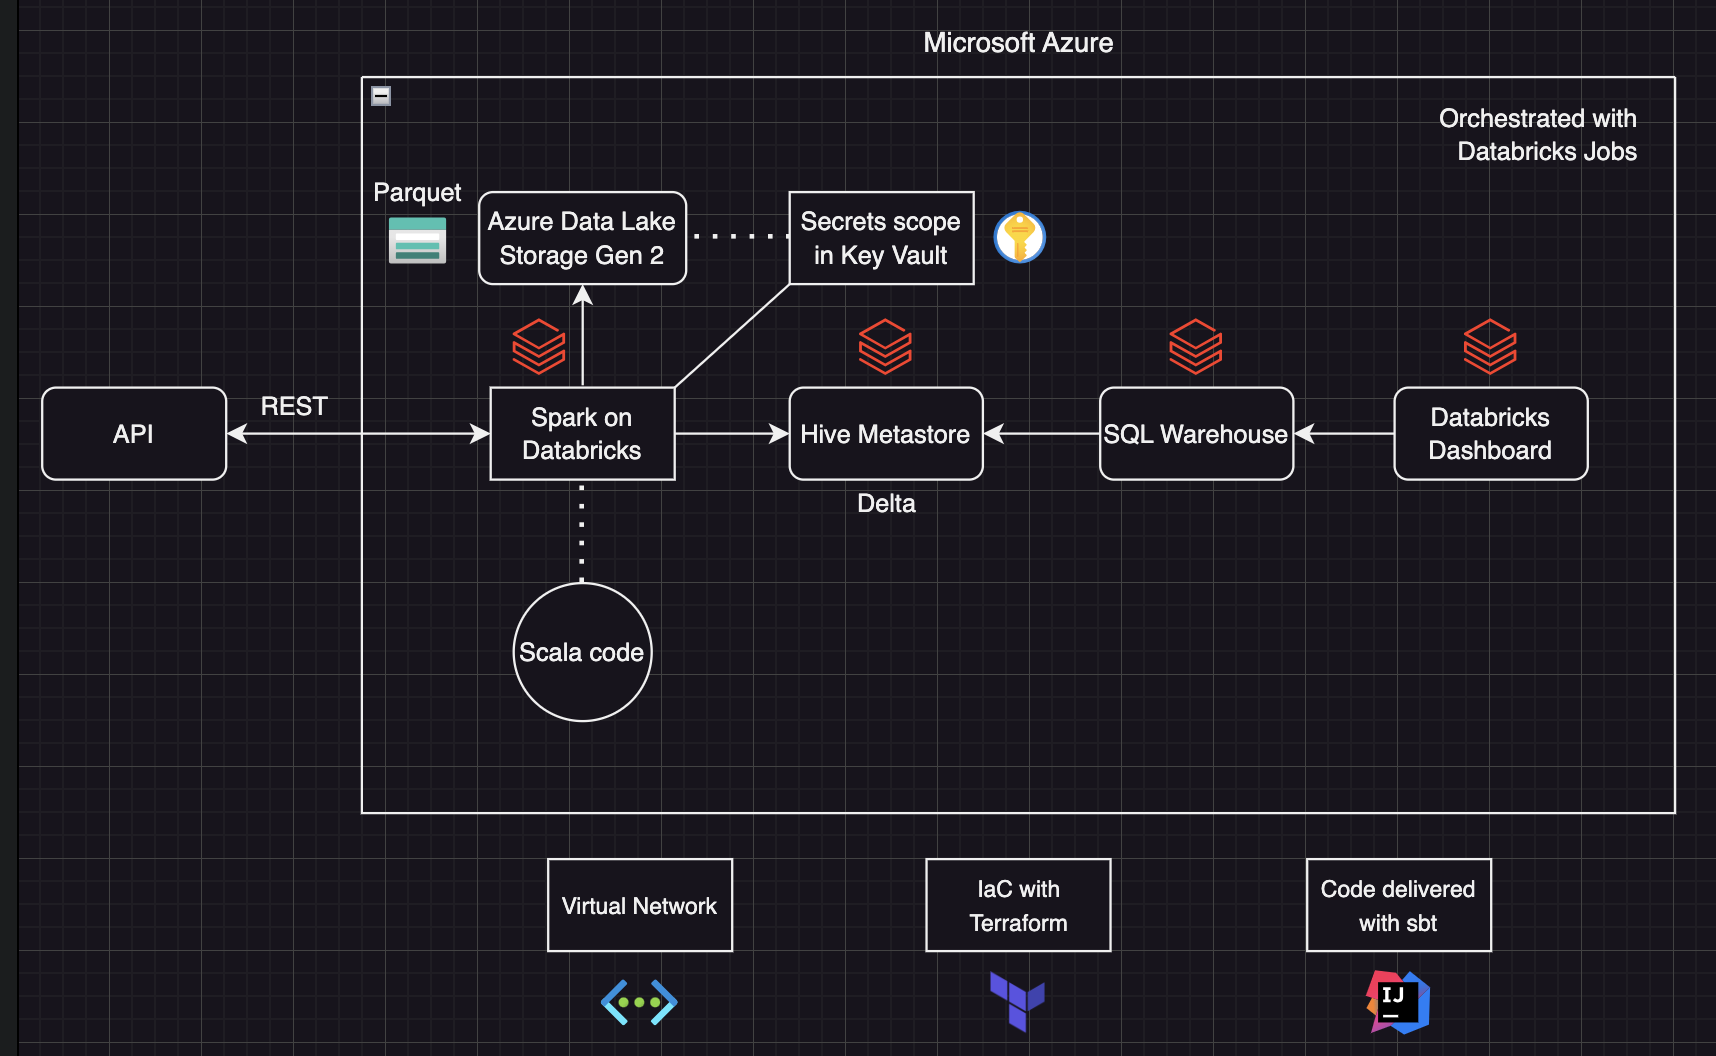 Microsoft Azure
Orchestrated with
Databricks Jobs
Parquet
Azure Data Lake
Storage Gen 2
Secrets scope
in Key Vault
API
REST
Spark on
Databricks
Hive Metastore
Delta
SQL Warehouse
Databricks
Dashboard
Scala code
Virtual Network
IaC with
Terraform
Code delivered
with sbt
IJ